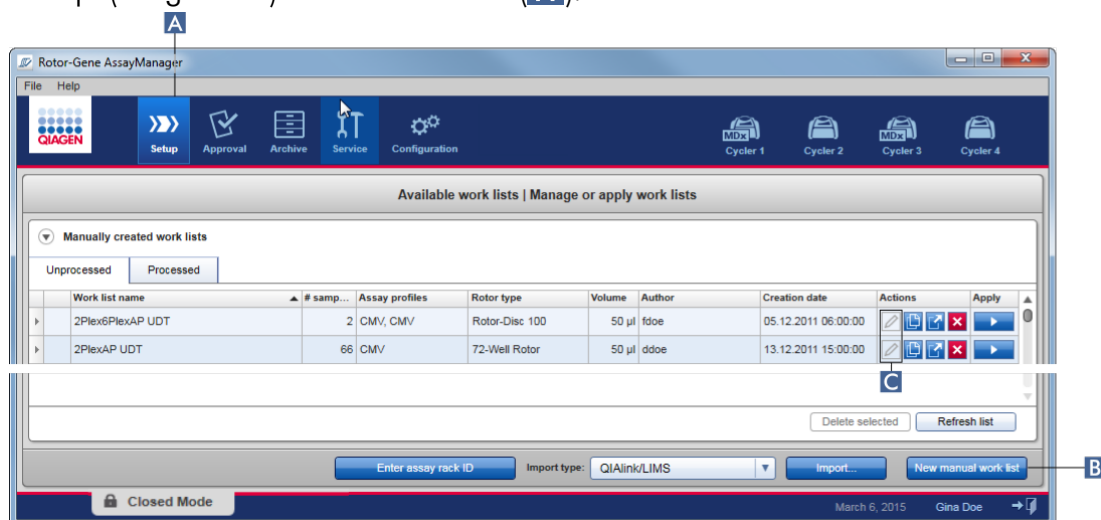 A
Rotor-Gene AssayManager
File Help
QIAGEN
Setup Approval Archive Service Configuration MDx Cycler 1 Cycler 2 MDx Cycler 3 Cycler 4
Available work lists | Manage or apply work lists
Manually created work lists
Unprocessed Processed
Work list name # samp... Assay profiles Rotor type Volume Author Creation date Actions Apply
2Plex6PlexAP UDT 2 CMV, CMV Rotor-Disc 100 50 µl fdoe 05.12.2011 06:00:00
2PlexAP UDT 66 CMV 72-Well Rotor 50 µl ddoe 13.12.2011 15:00:00
C
Delete selected Refresh list
Enter assay rack ID Import type: QIAlink/LIMS Import... New manual work list B
Closed Mode March 6, 2015 Gina Doe